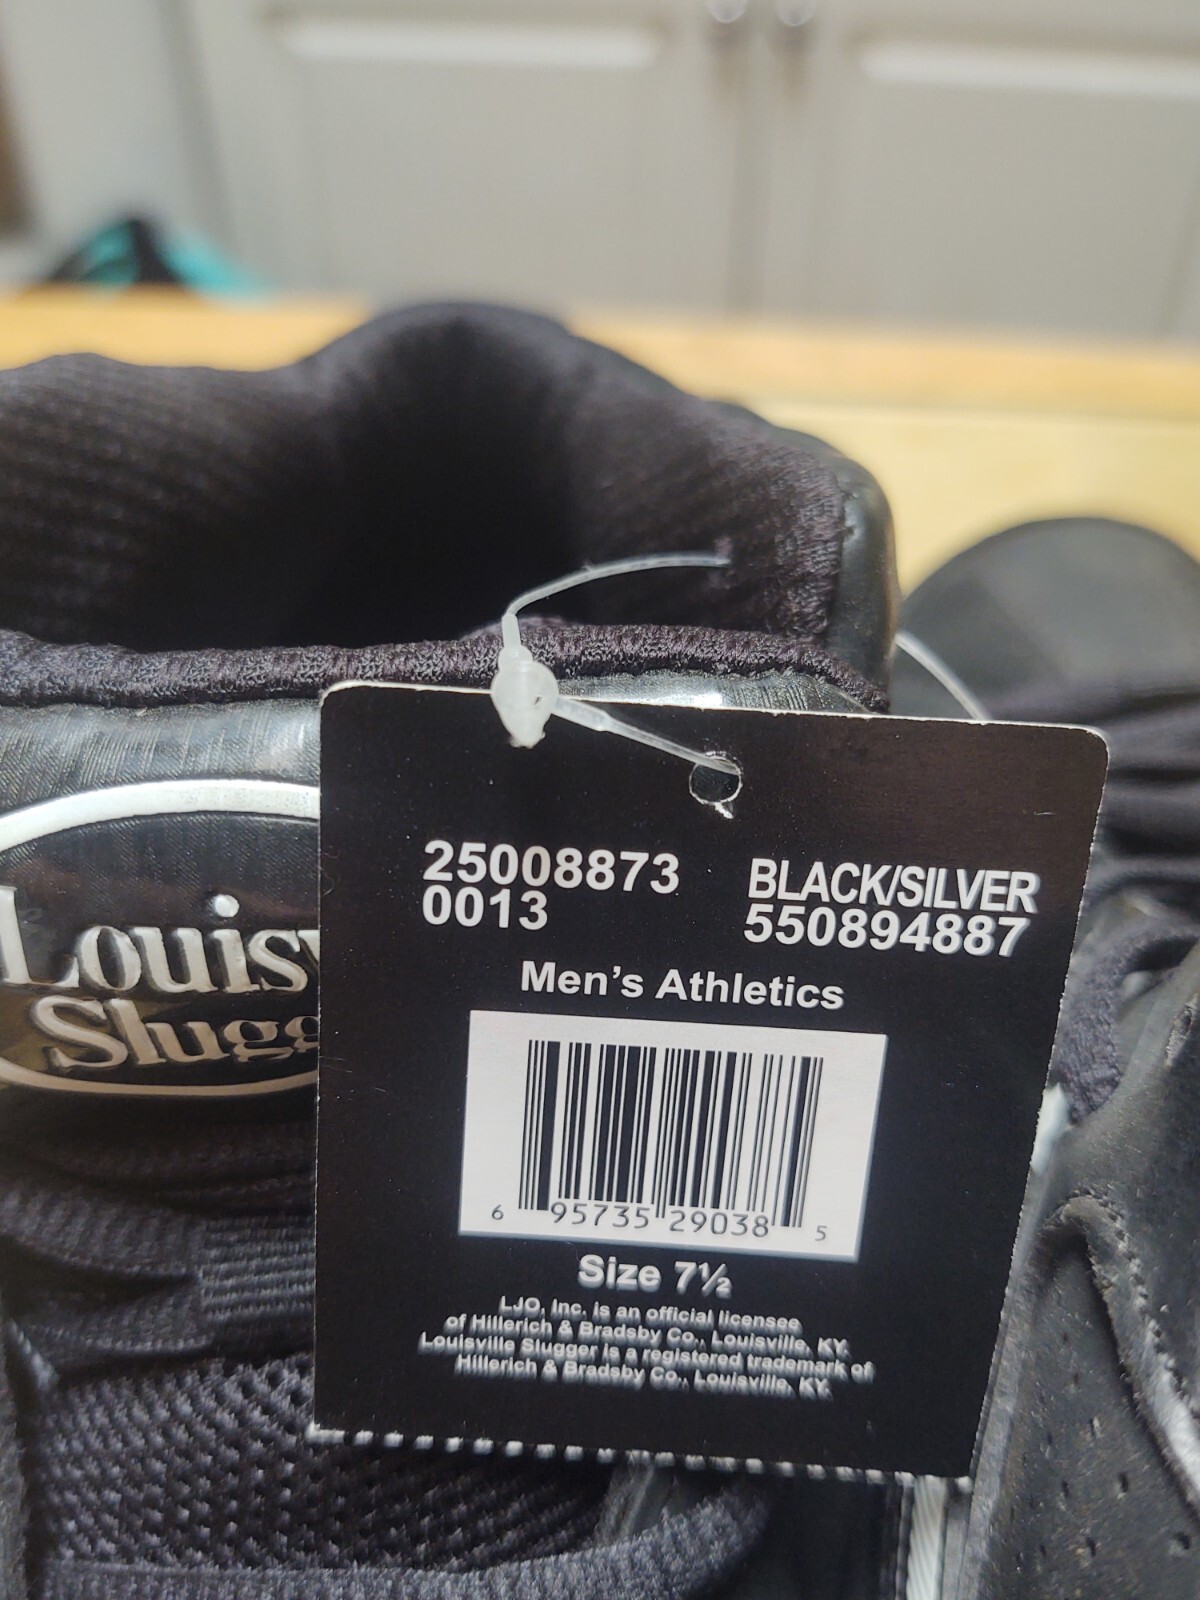 25008873
0013
BLACK/SILVER
550894887
Men's Athletics
6 95735 29038 5
Size 7½
LJO, Inc. is an official licensee
of Hillerich & Bradsby Co., Louisville, KY.
Louisville Slugger is a registered trademark of
Hillerich & Bradsby Co., Louisville, KY.
Louisv
Slugg